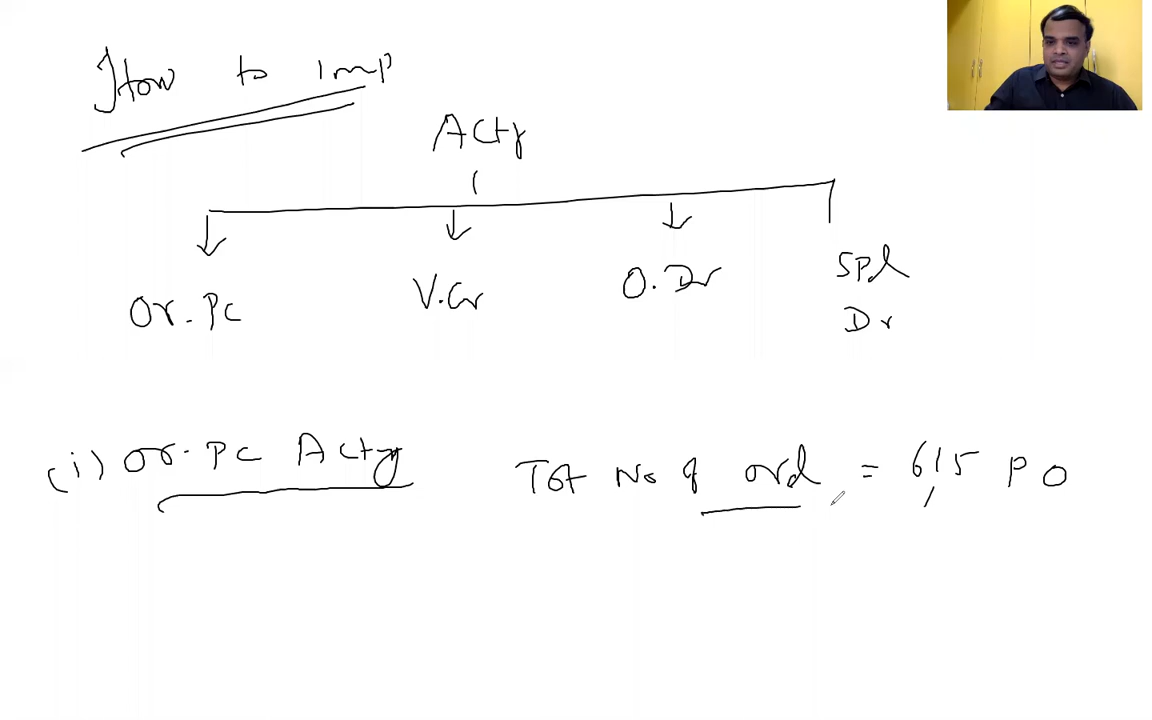 How to imp
Acty
Or.Pc V.Cr O.Dr Spl
Dr
(i) Or.Pc Acty Tot No of ord = 615 PO